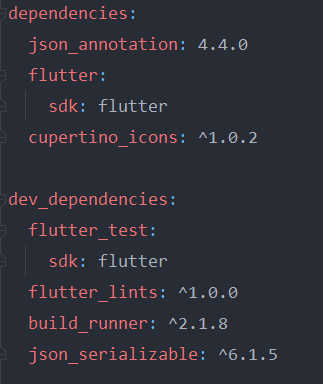 dependencies:
  json_annotation: 4.4.0
  flutter:
    sdk: flutter
  cupertino_icons: ^1.0.2

dev_dependencies:
  flutter_test:
    sdk: flutter
  flutter_lints: ^1.0.0
  build_runner: ^2.1.8
  json_serializable: ^6.1.5